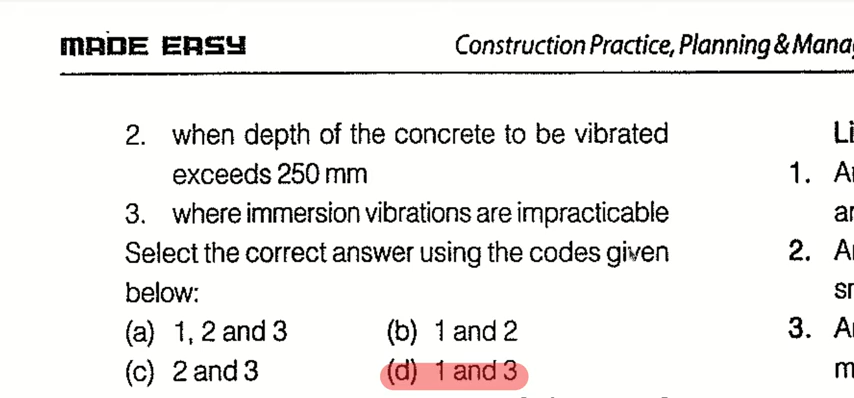 MADE EASY
Construction Practice, Planning & Mana
2. when depth of the concrete to be vibrated
exceeds 250 mm
3. where immersion vibrations are impracticable
Select the correct answer using the codes given
below:
(a) 1, 2 and 3 (b) 1 and 2
(c) 2 and 3 (d) 1 and 3
Li
1. A
ar
2. A
sr
3. A
m